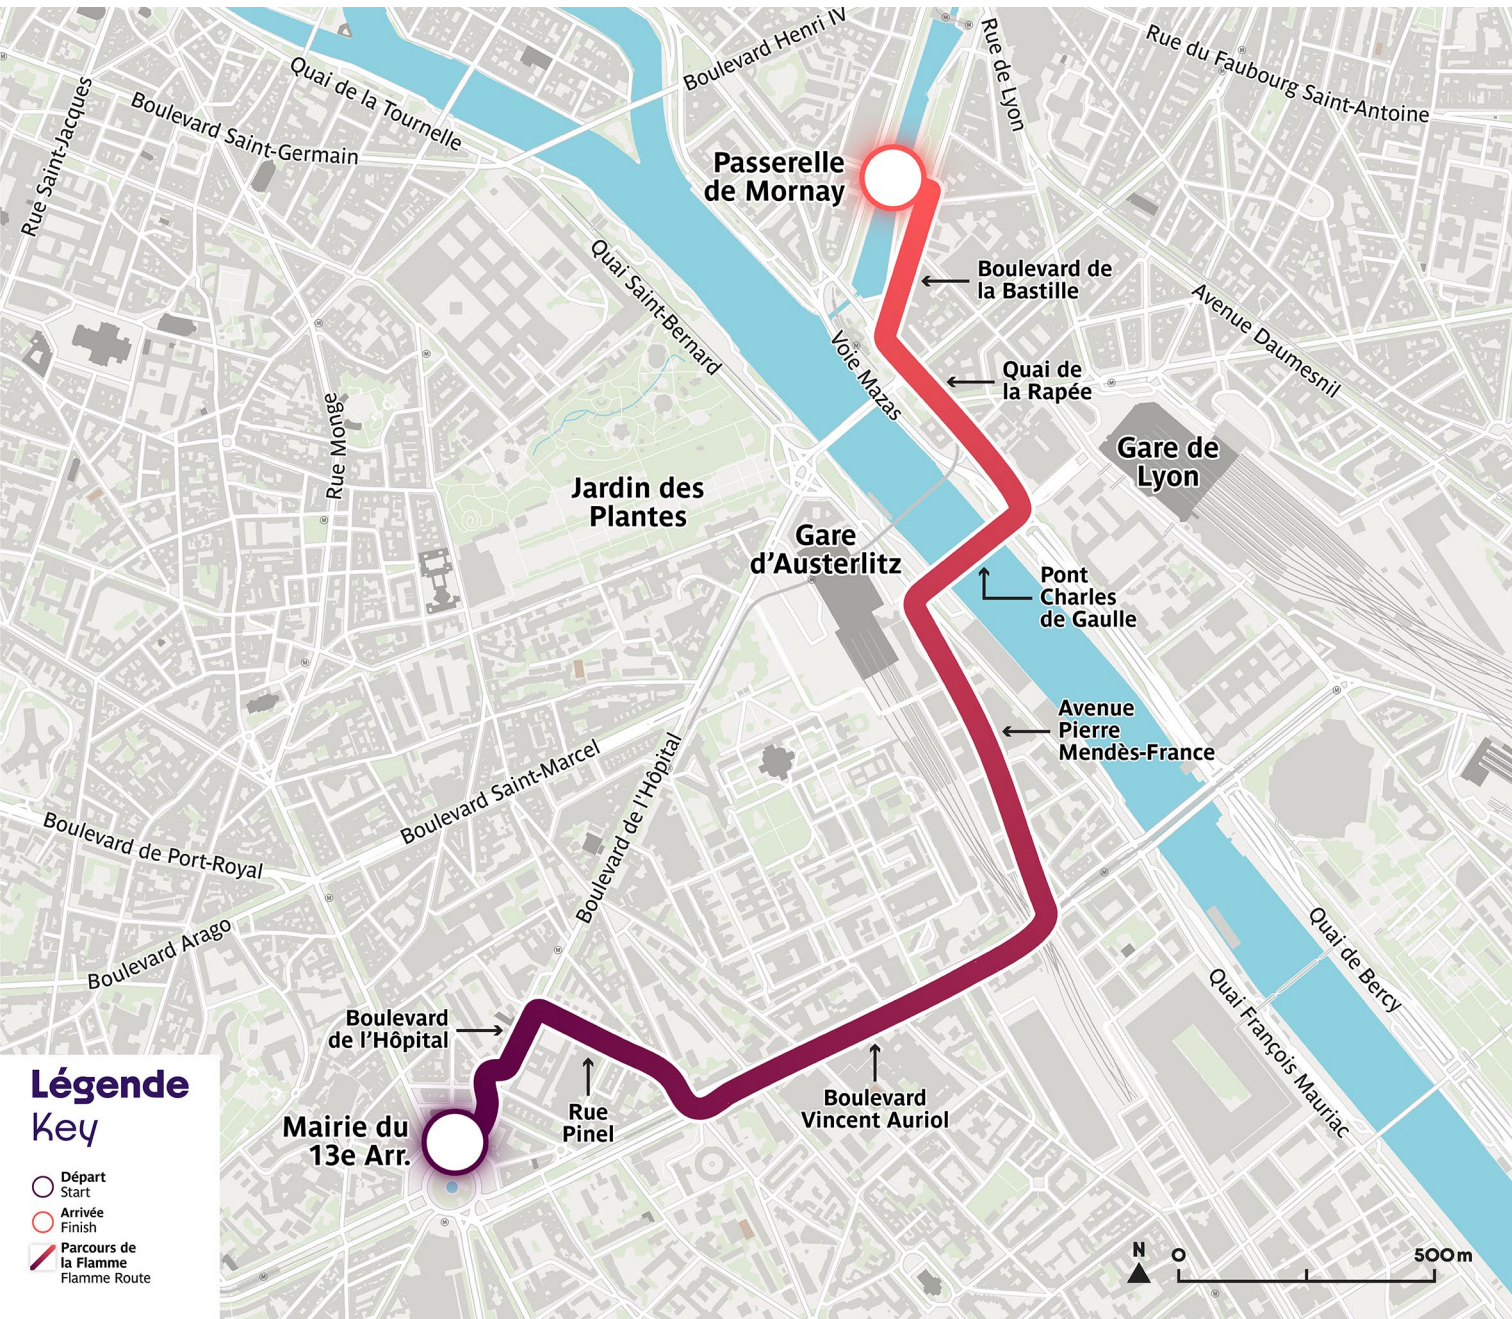 Boulevard Henri IV
Rue de Lyon
Rue du Faubourg Saint-Antoine
Quai de la Tournelle
Boulevard Saint-Germain
Rue Saint-Jacques
Passerelle
de Mornay
Quai Saint-Bernard
Boulevard de
la Bastille
Avenue Daumesnil
Voie Mazas
Quai de
la Rapée
Rue Monge
Gare de
Lyon
Jardin des
Plantes
Gare
d'Austerlitz
Pont
Charles
de Gaulle
Avenue
Pierre
Mendès-France
Boulevard Saint-Marcel
Boulevard de l'Hôpital
Boulevard de Port-Royal
Boulevard Arago
Quai de Bercy
Quai François Mauriac
Boulevard
de l'Hôpital
Rue
Pinel
Boulevard
Vincent Auriol
Mairie du
13e Arr.
Légende
Key
Départ
Start
Arrivée
Finish
Parcours de
la Flamme
Flamme Route
N
0
500m